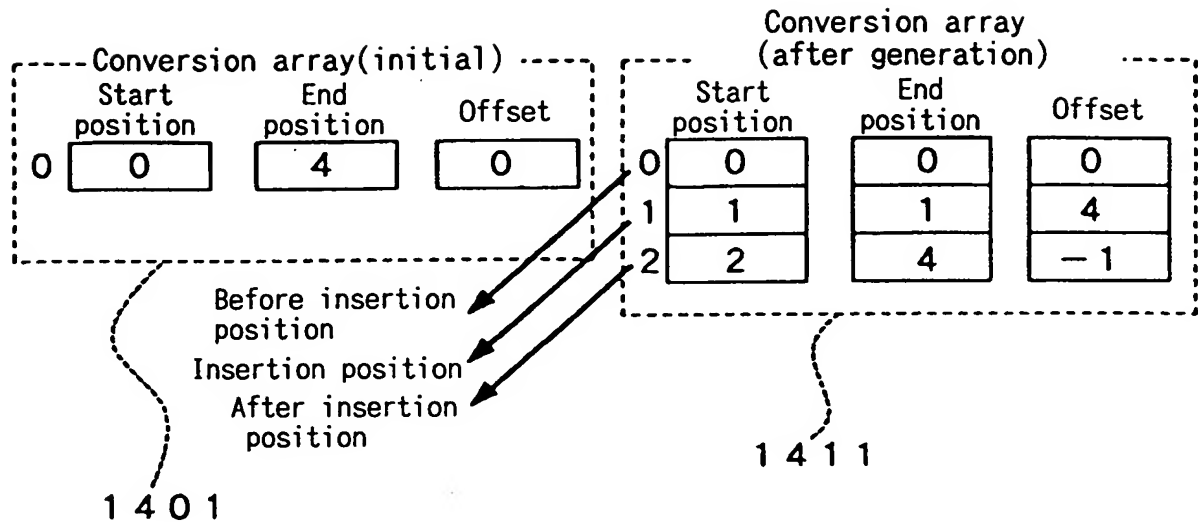 Conversion array(initial)
Start position
End position
Offset
0 0 4 0
Conversion array
(after generation)
Start position
End position
Offset
0 0 0 0
1 1 1 4
2 2 4 -1
Before insertion
position
Insertion position
After insertion
position
1401
1411